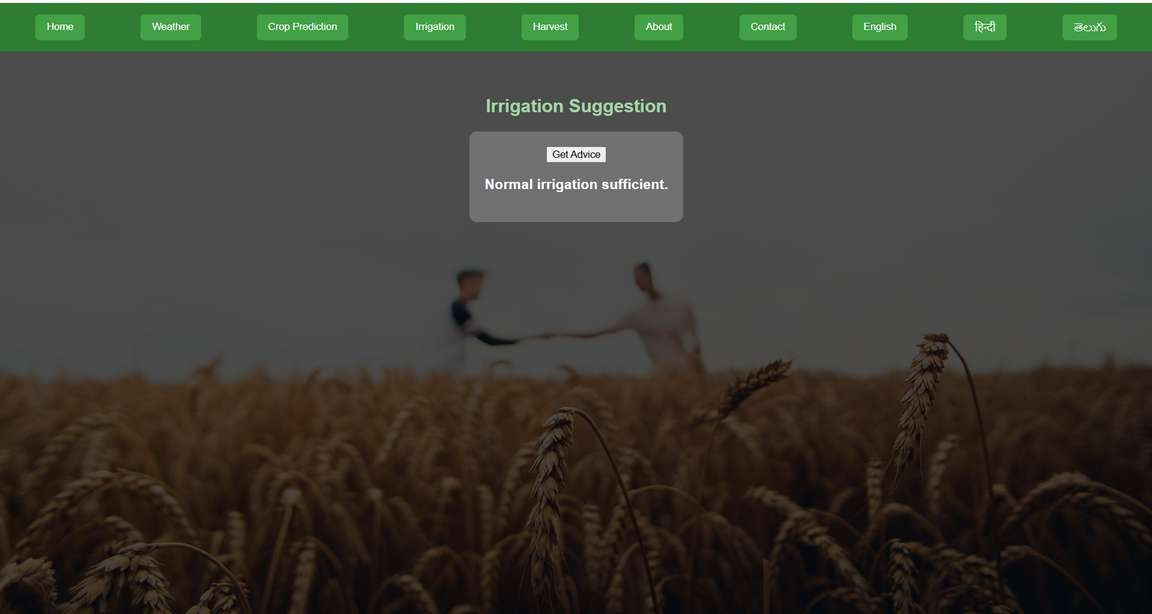 Home
Weather
Crop Prediction
Irrigation
Harvest
About
Contact
English
हिन्दी
తెలుగు
Irrigation Suggestion
Get Advice
Normal irrigation sufficient.